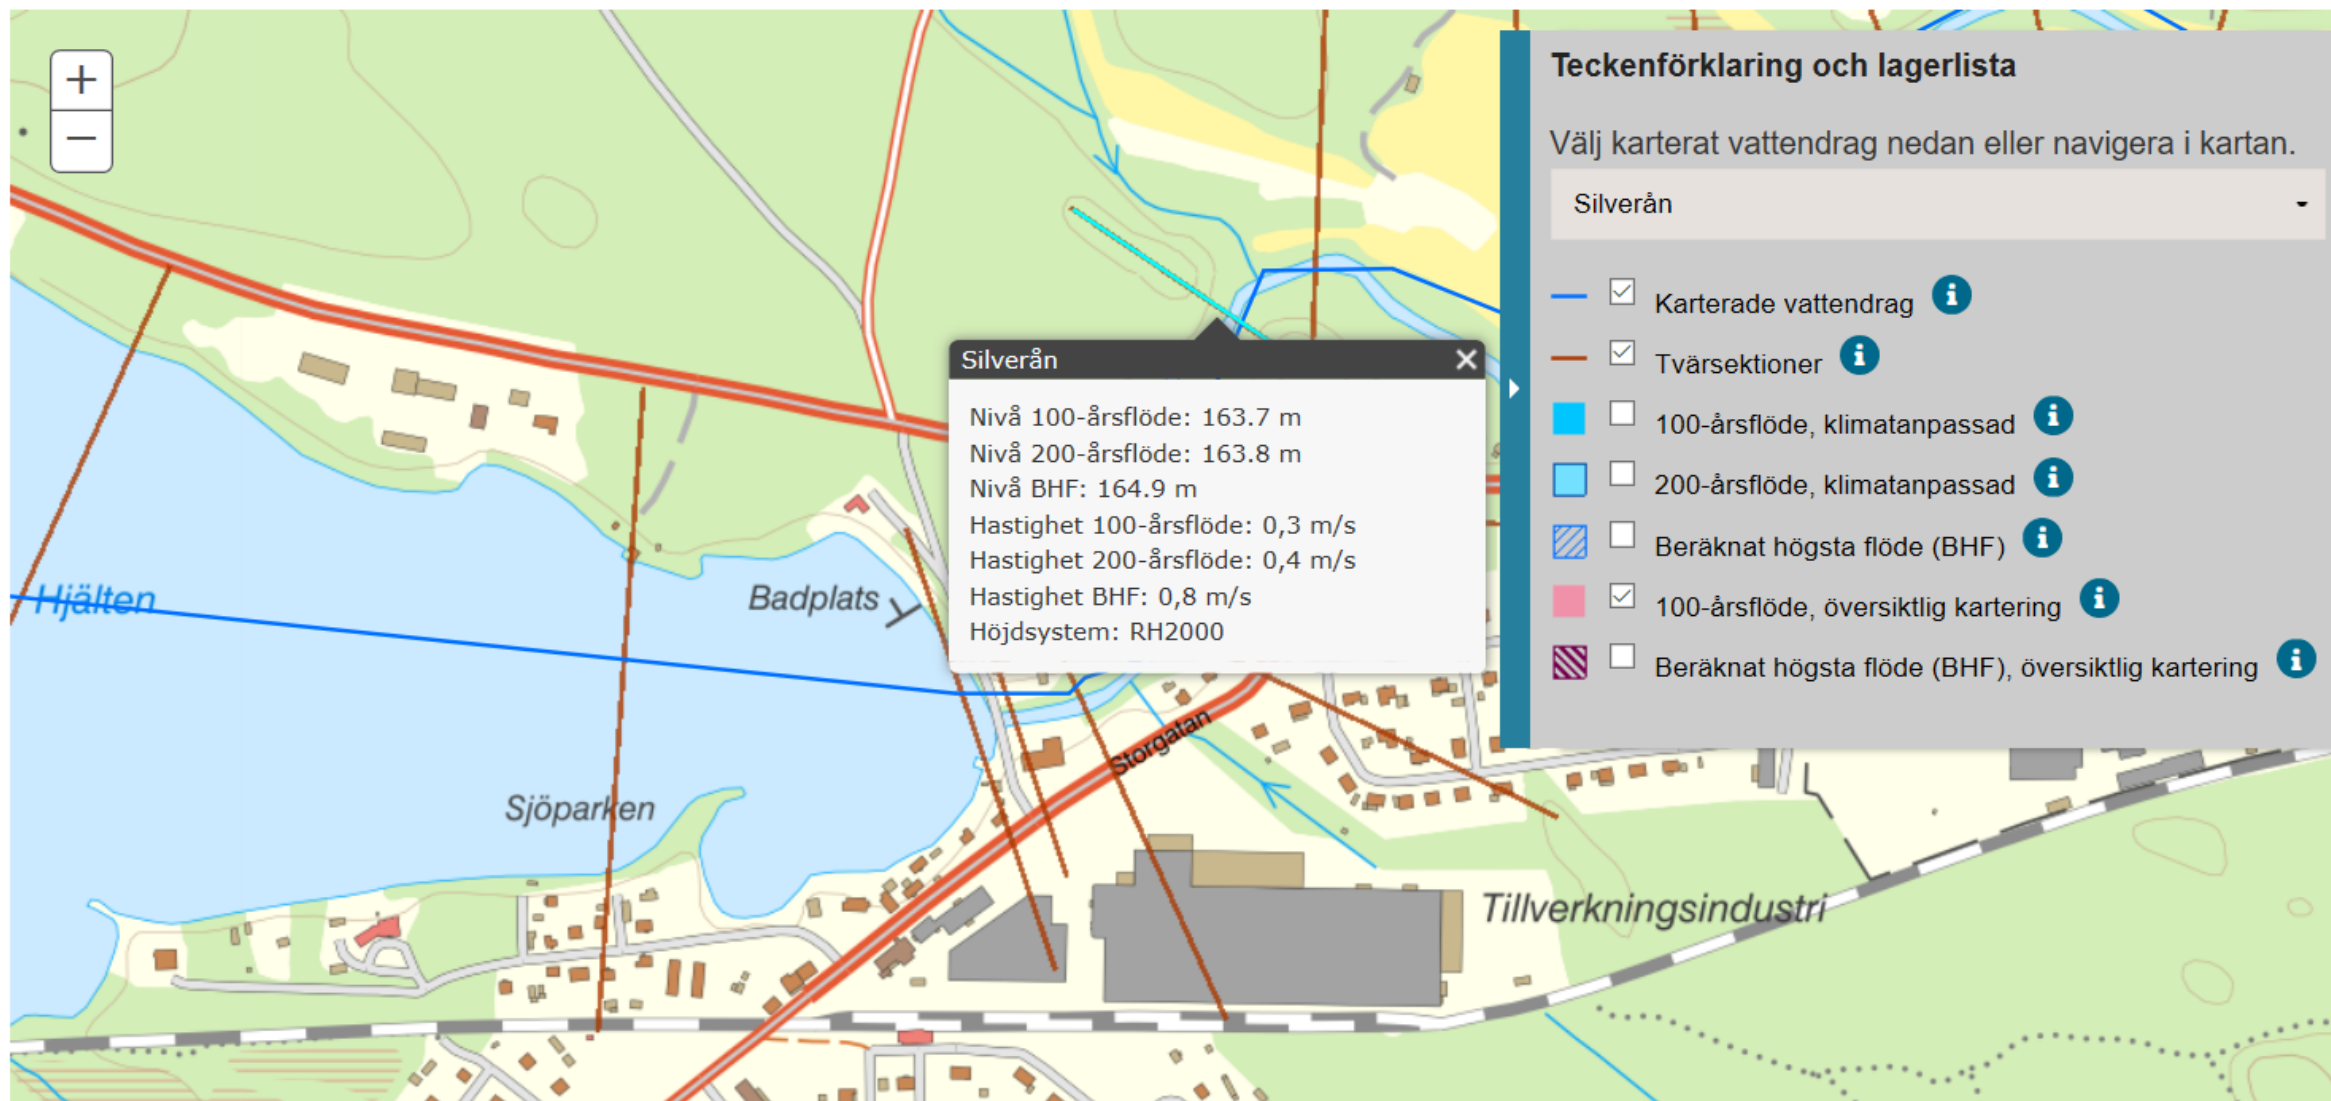 +
−
Teckenförklaring och lagerlista
Välj karterat vattendrag nedan eller navigera i kartan.
Silverån
Karterade vattendrag
Tvärsektioner
100-årsflöde, klimatanpassad
200-årsflöde, klimatanpassad
Beräknat högsta flöde (BHF)
100-årsflöde, översiktlig kartering
Beräknat högsta flöde (BHF), översiktlig kartering
Silverån
Nivå 100-årsflöde: 163.7 m
Nivå 200-årsflöde: 163.8 m
Nivå BHF: 164.9 m
Hastighet 100-årsflöde: 0,3 m/s
Hastighet 200-årsflöde: 0,4 m/s
Hastighet BHF: 0,8 m/s
Höjdsystem: RH2000
Hjälten
Badplats
Storgatan
Sjöparken
Tillverkningsindustri